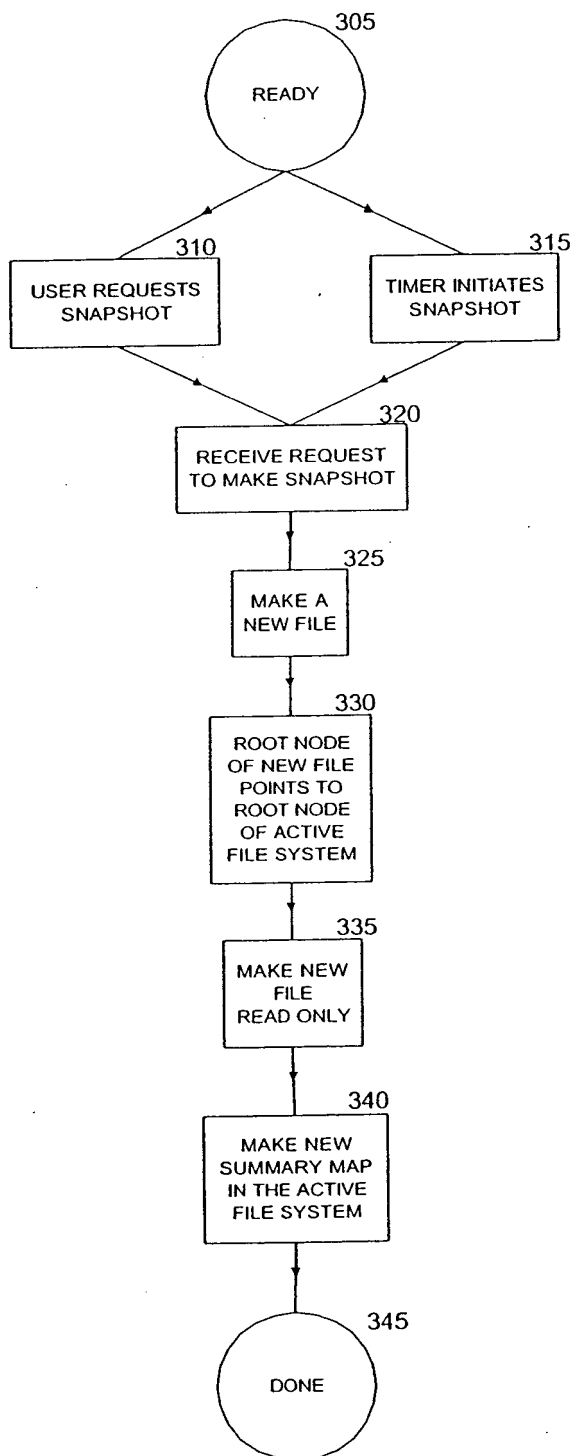 305
READY
310
USER REQUESTS
SNAPSHOT
315
TIMER INITIATES
SNAPSHOT
320
RECEIVE REQUEST
TO MAKE SNAPSHOT
325
MAKE A
NEW FILE
330
ROOT NODE
OF NEW FILE
POINTS TO
ROOT NODE
OF ACTIVE
FILE SYSTEM
335
MAKE NEW
FILE
READ ONLY
340
MAKE NEW
SUMMARY MAP
IN THE ACTIVE
FILE SYSTEM
345
DONE